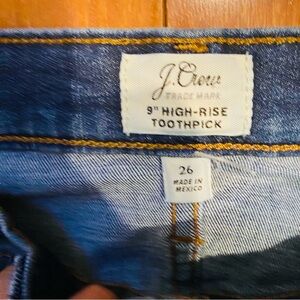 J.Crew
TRADE MARK
9" HIGH-RISE
TOOTHPICK
26
MADE IN
MEXICO